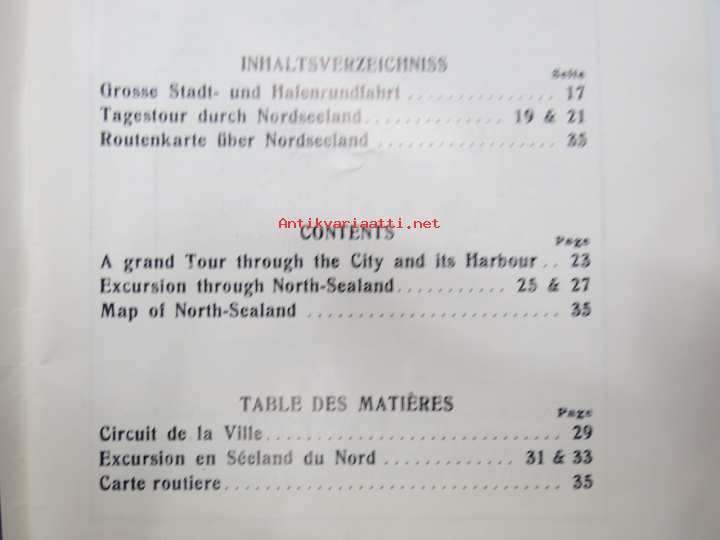 INHALTSVERZEICHNISS
Seite
Grosse Stadt- und Hafenrundfahrt ............... 17
Tagestour durch Nordseeland.............. 19 & 21
Routenkarte über Nordseeland .................. 35
Antikvariaatti.net
CONTENTS
Page
A grand Tour through the City and its Harbour .. 23
Excursion through North-Sealand........... 25 & 27
Map of North-Sealand ......................... 35
TABLE DES MATIÈRES
Page
Circuit de la Ville.............................. 29
Excursion en Séeland du Nord ............. 31 & 33
Carte routiere.................................. 35